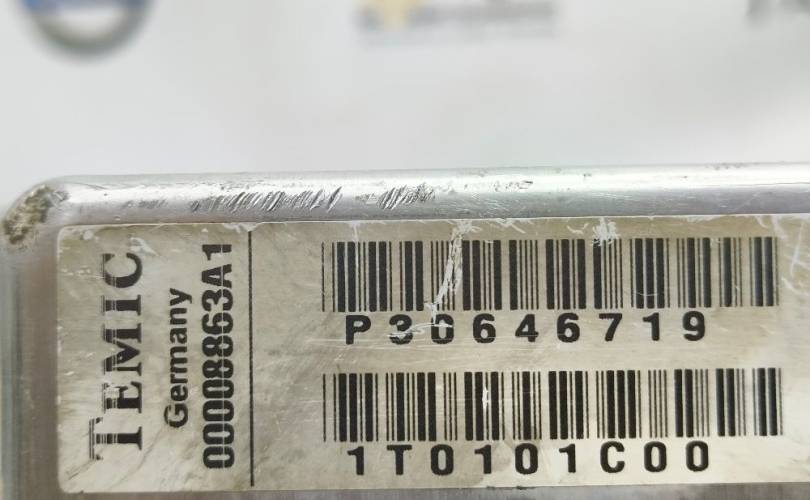 TEMIC
Germany
00008863A1
P30646719
1T0101C00